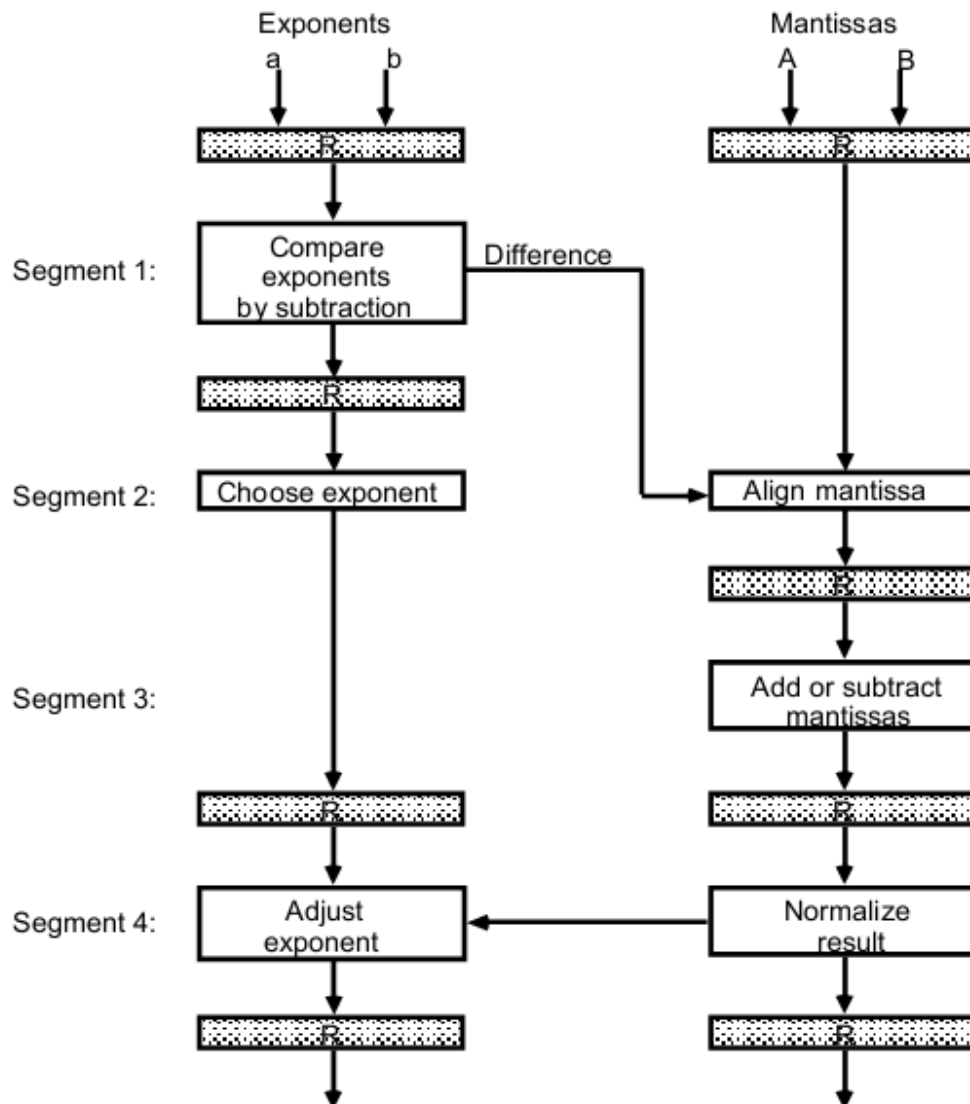 Exponents
Mantissas
a
b
A
B
R
R
Segment 1:
Compare
exponents
by subtraction
Difference
R
Segment 2:
Choose exponent
Align mantissa
R
Segment 3:
Add or subtract
mantissas
R
R
Segment 4:
Adjust
exponent
Normalize
result
R
R